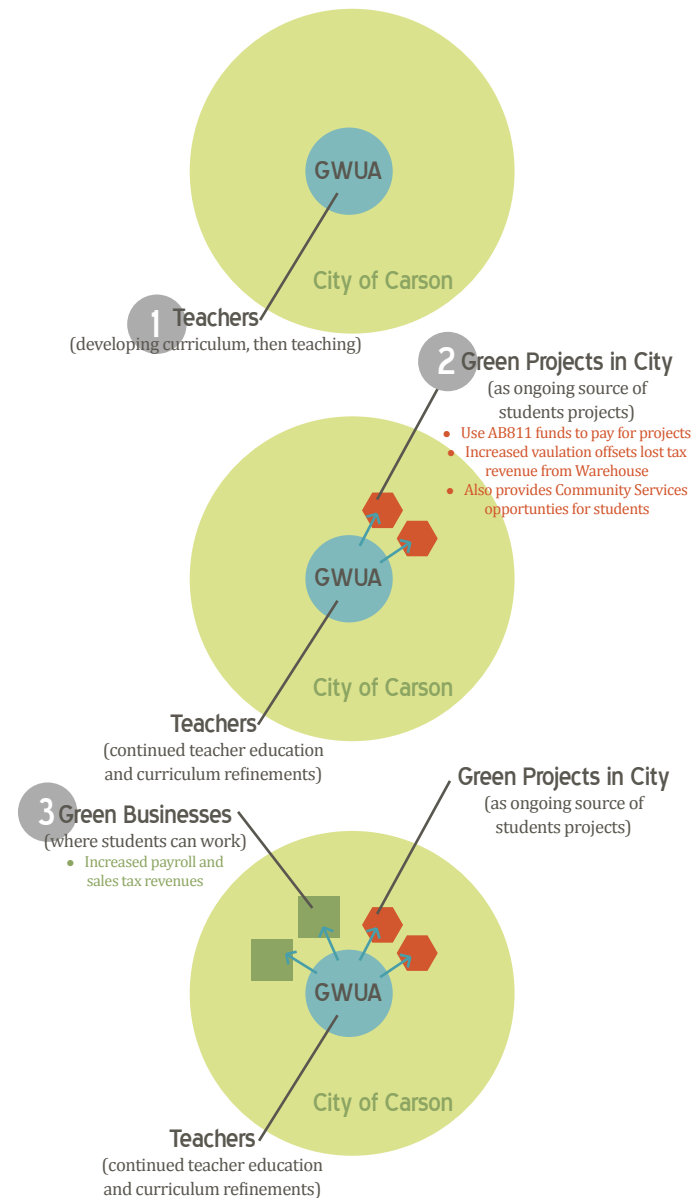 GWUA
City of Carson
1 Teachers
(developing curriculum, then teaching)
2 Green Projects in City
(as ongoing source of
students projects)
• Use AB811 funds to pay for projects
• Increased vaulation offsets lost tax
revenue from Warehouse
• Also provides Community Services
opportunties for students
GWUA
City of Carson
Teachers
(continued teacher education
and curriculum refinements)
Green Projects in City
(as ongoing source of
students projects)
3 Green Businesses
(where students can work)
• Increased payroll and
sales tax revenues
GWUA
City of Carson
Teachers
(continued teacher education
and curriculum refinements)